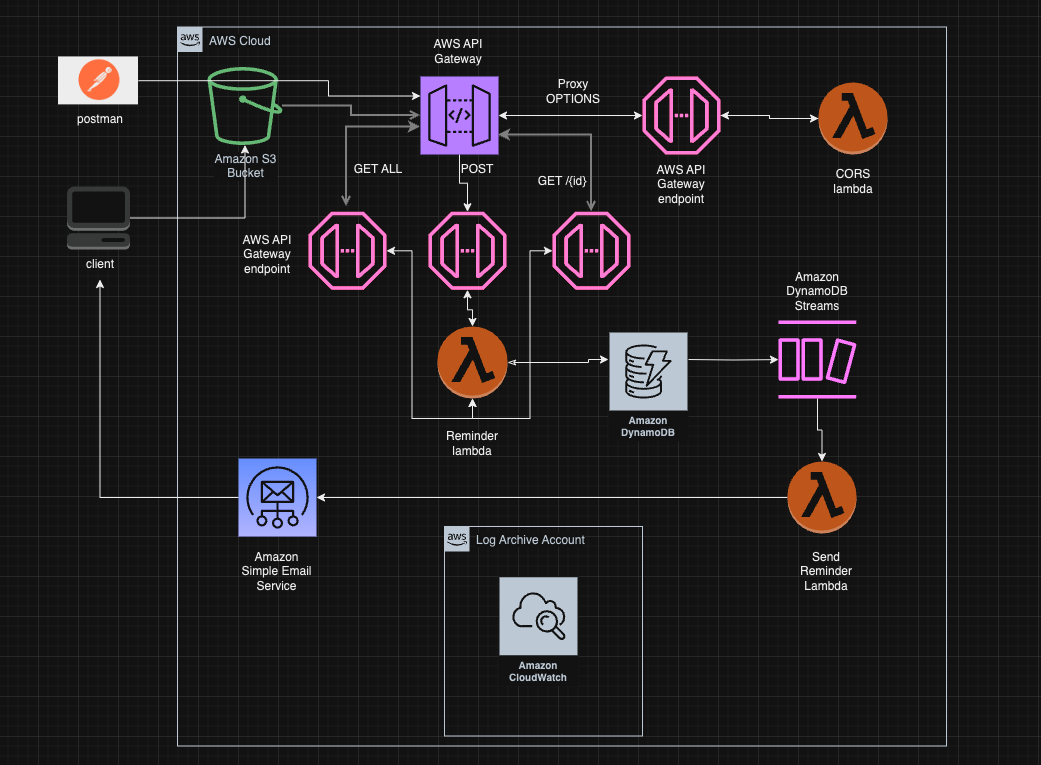 aws
AWS Cloud
AWS API
Gateway
postman
</>
Proxy
OPTIONS
Amazon S3
Bucket
GET ALL
POST
GET /{id}
AWS API
Gateway
endpoint
CORS
lambda
client
AWS API
Gateway
endpoint
Amazon
DynamoDB
Streams
Amazon
DynamoDB
Reminder
lambda
Amazon
Simple Email
Service
aws
Log Archive Account
Send
Reminder
Lambda
Amazon
CloudWatch